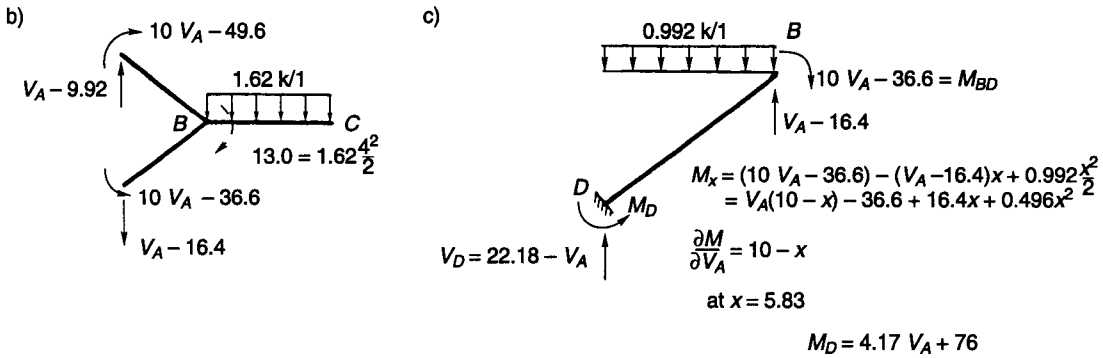 b)
10 V_A – 49.6
V_A – 9.92
1.62 k/1
B
C
13.0 = 1.62 4²/2
10 V_A – 36.6
V_A – 16.4
c)
0.992 k/1
B
10 V_A – 36.6 = M_BD
V_A – 16.4
D
M_D
V_D = 22.18 – V_A
M_x = (10 V_A – 36.6) – (V_A – 16.4)x + 0.992 x²/2
= V_A(10 – x) – 36.6 + 16.4x + 0.496x²
∂M/∂V_A = 10 – x
at x = 5.83
M_D = 4.17 V_A + 76